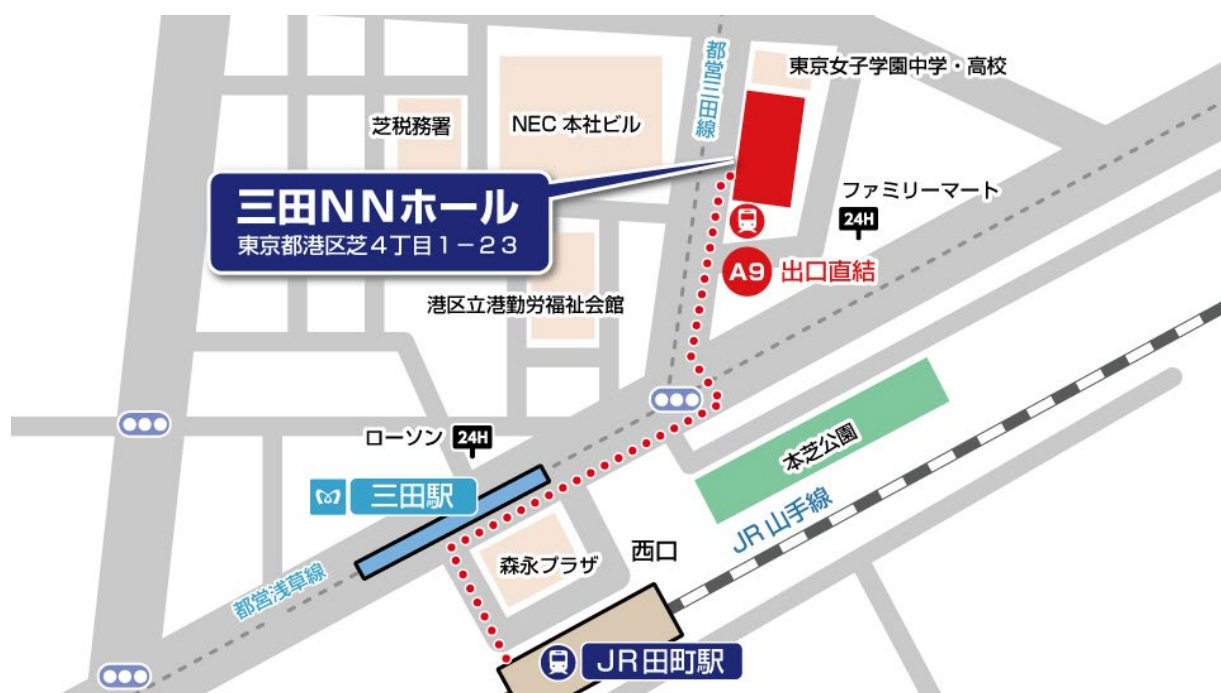 都営三田線
東京女子学園中学・高校
芝税務署
NEC 本社ビル
三田NNホール
東京都港区芝4丁目1−23
ファミリーマート
24H
A9 出口直結
港区立港勤労福祉会館
ローソン 24H
本芝公園
三田駅
JR 山手線
西口
森永プラザ
都営浅草線
JR田町駅